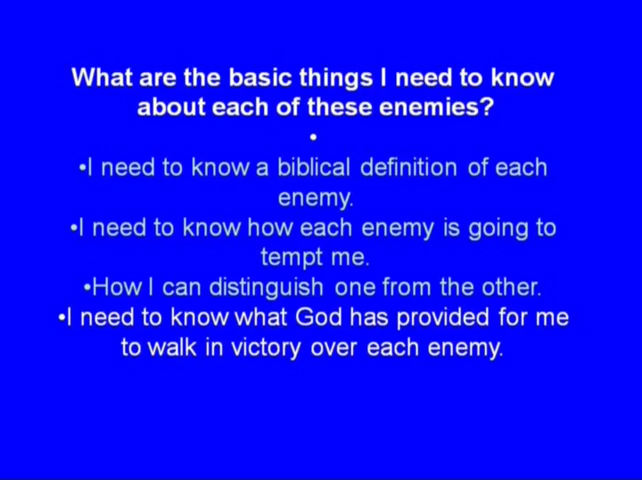 What are the basic things I need to know
about each of these enemies?
•
•I need to know a biblical definition of each
enemy.
•I need to know how each enemy is going to
tempt me.
•How I can distinguish one from the other.
•I need to know what God has provided for me
to walk in victory over each enemy.